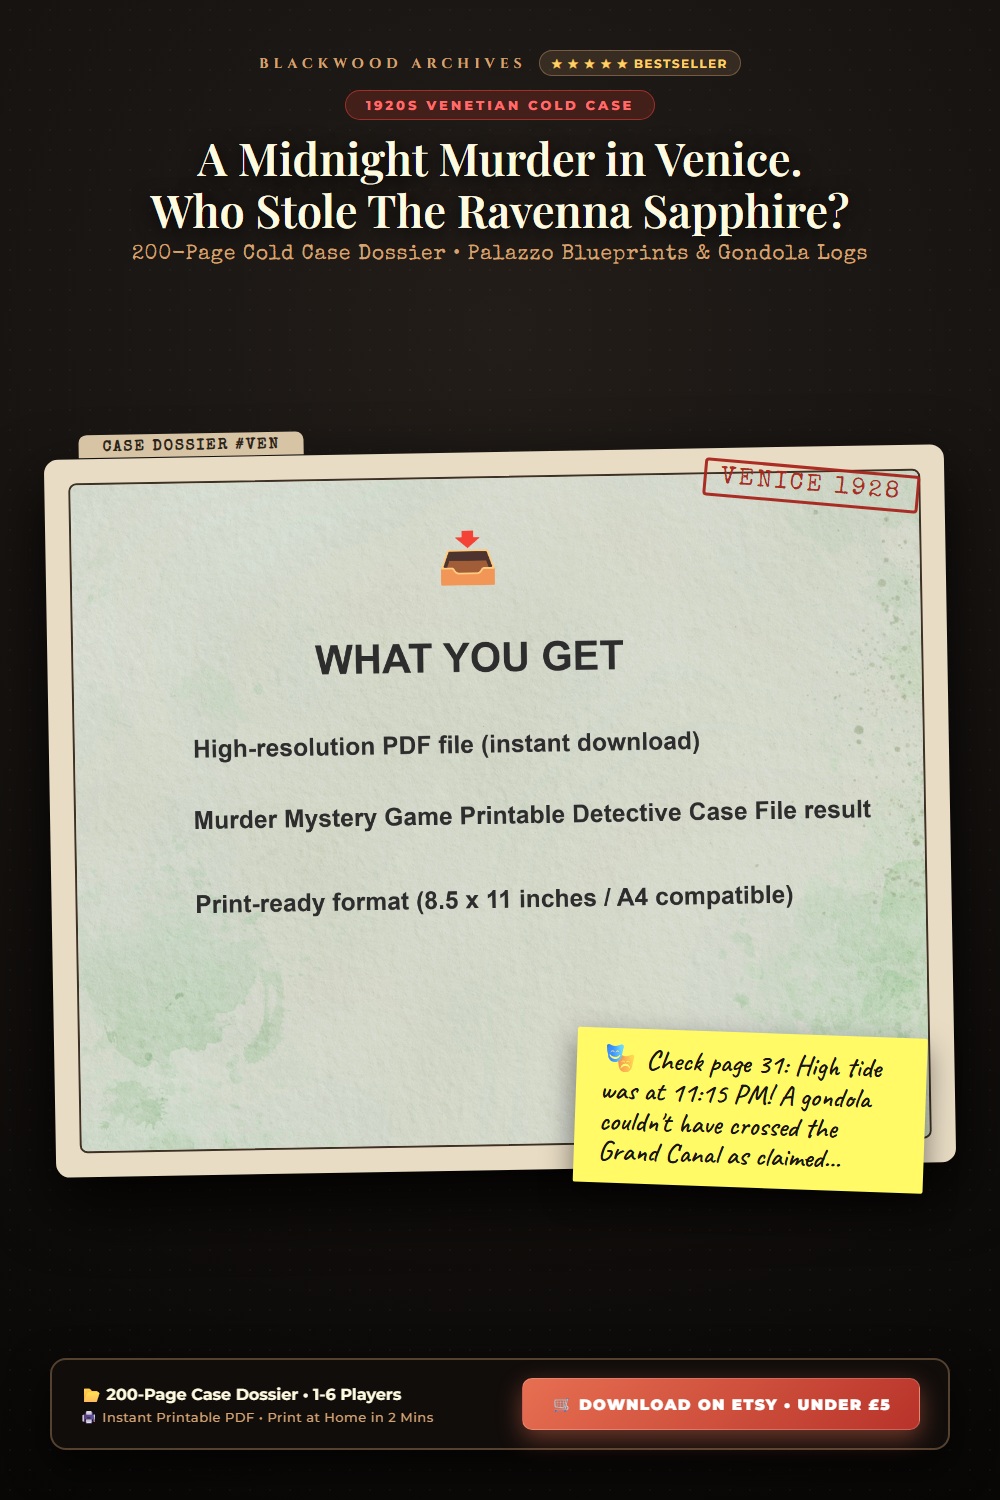 BLACKWOOD ARCHIVES ★★★★★ BESTSELLER
1920S VENETIAN COLD CASE
A Midnight Murder in Venice.
Who Stole The Ravenna Sapphire?
200-Page Cold Case Dossier • Palazzo Blueprints & Gondola Logs
CASE DOSSIER #VEN
VENICE 1928
WHAT YOU GET
High-resolution PDF file (instant download)
Murder Mystery Game Printable Detective Case File result
Print-ready format (8.5 x 11 inches / A4 compatible)
Check page 31: High tide
was at 11:15 PM! A gondola
couldn't have crossed the
Grand Canal as claimed...
200-Page Case Dossier • 1-6 Players
Instant Printable PDF • Print at Home in 2 Mins
DOWNLOAD ON ETSY • UNDER £5